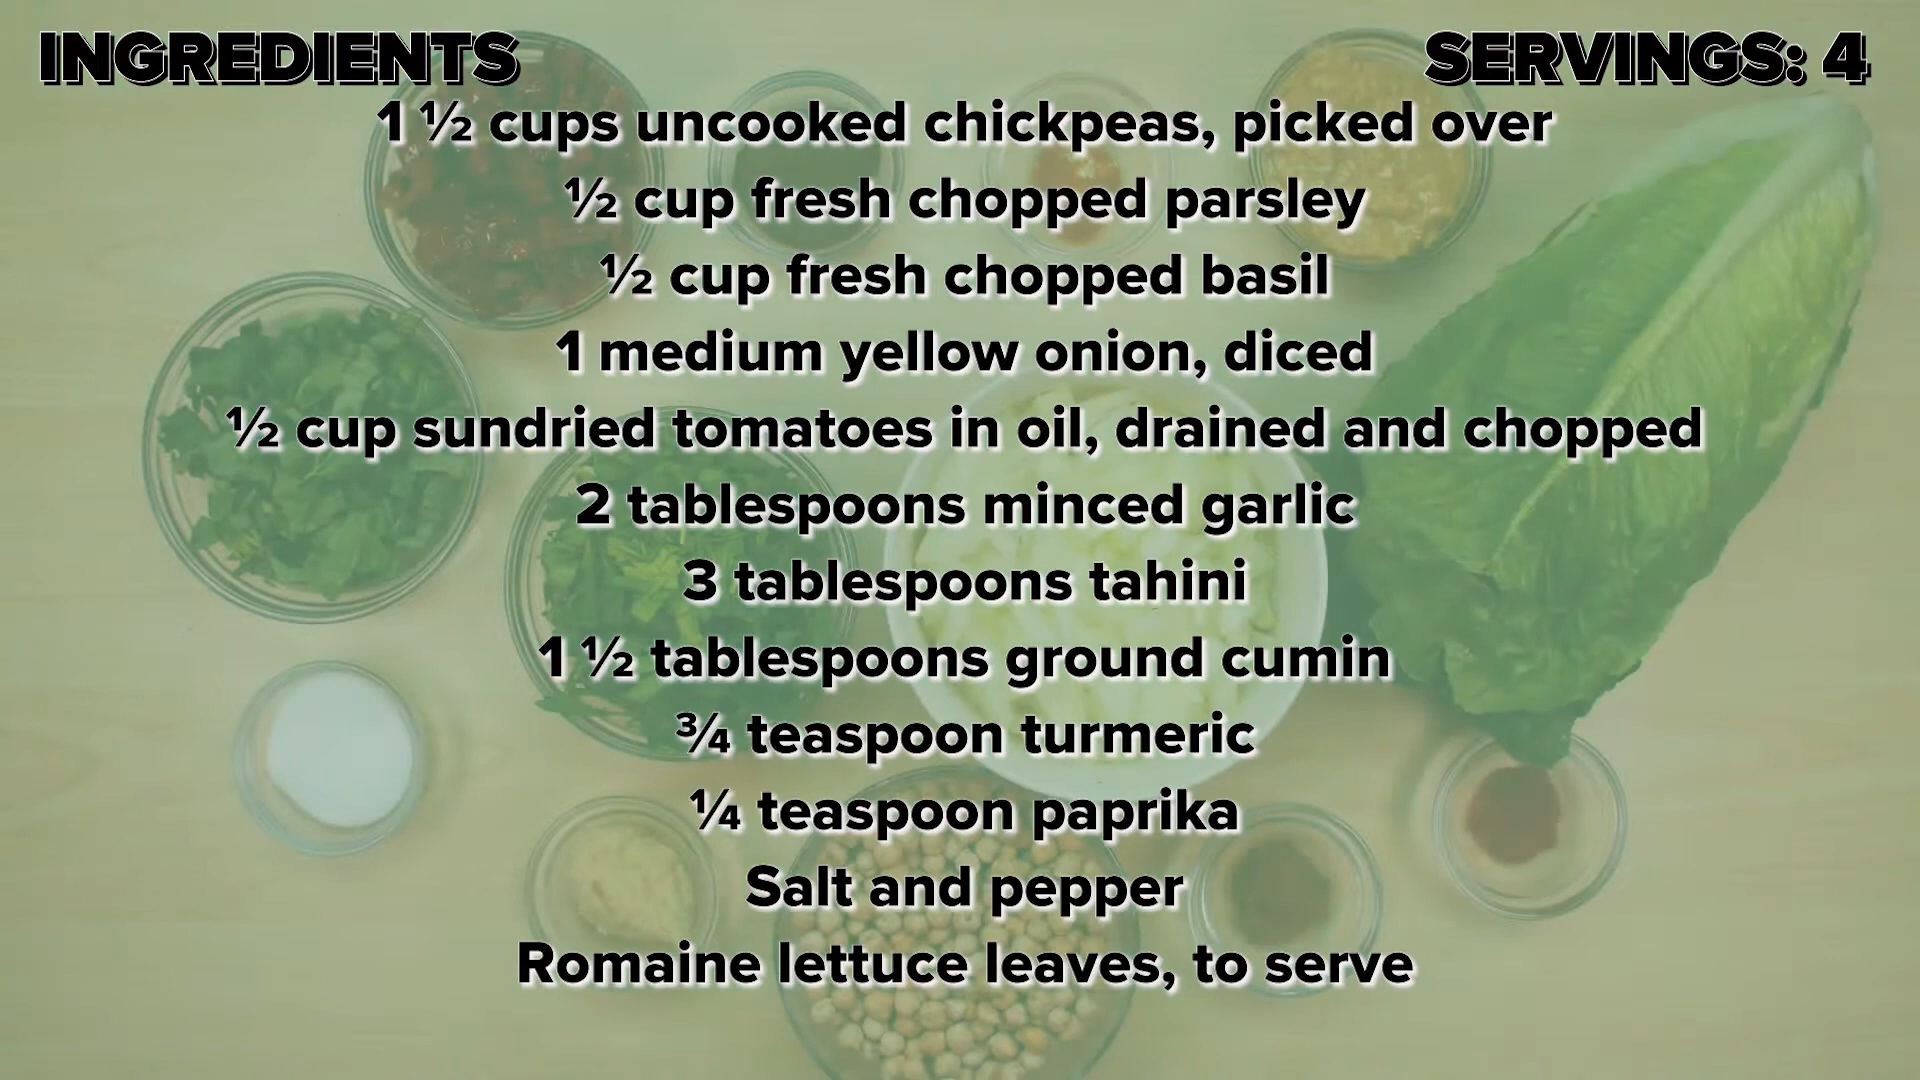 INGREDIENTS
SERVINGS: 4
1 ½ cups uncooked chickpeas, picked over
½ cup fresh chopped parsley
½ cup fresh chopped basil
1 medium yellow onion, diced
½ cup sundried tomatoes in oil, drained and chopped
2 tablespoons minced garlic
3 tablespoons tahini
1 ½ tablespoons ground cumin
¾ teaspoon turmeric
¼ teaspoon paprika
Salt and pepper
Romaine lettuce leaves, to serve